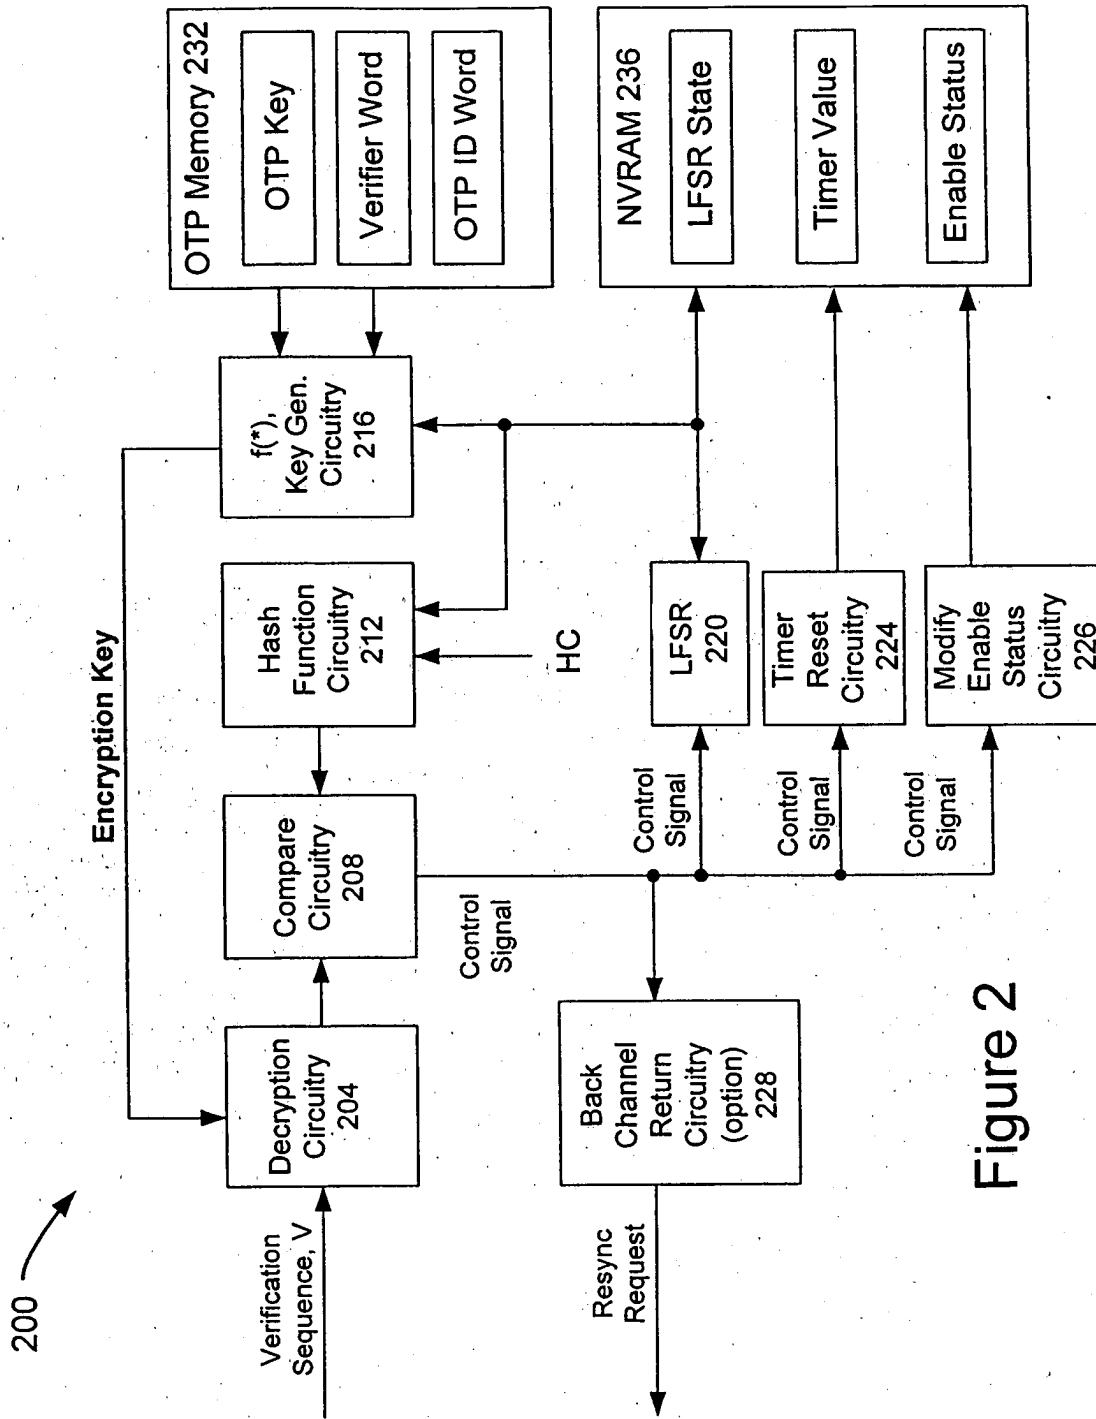 200
Verification
Sequence, V
Decryption
Circuitry
204
Encryption Key
Compare
Circuitry
208
Hash
Function
Circuitry
212
f(*),
Key Gen.
Circuitry
216
OTP Memory 232
OTP Key
Verifier Word
OTP ID Word
HC
Control
Signal
Resync
Request
Back
Channel
Return
Circuitry
(option)
228
Control
Signal
LFSR
220
Control
Signal
Timer
Reset
Circuitry
224
Control
Signal
Modify
Enable
Status
Circuitry
226
NVRAM 236
LFSR State
Timer Value
Enable Status
Figure 2